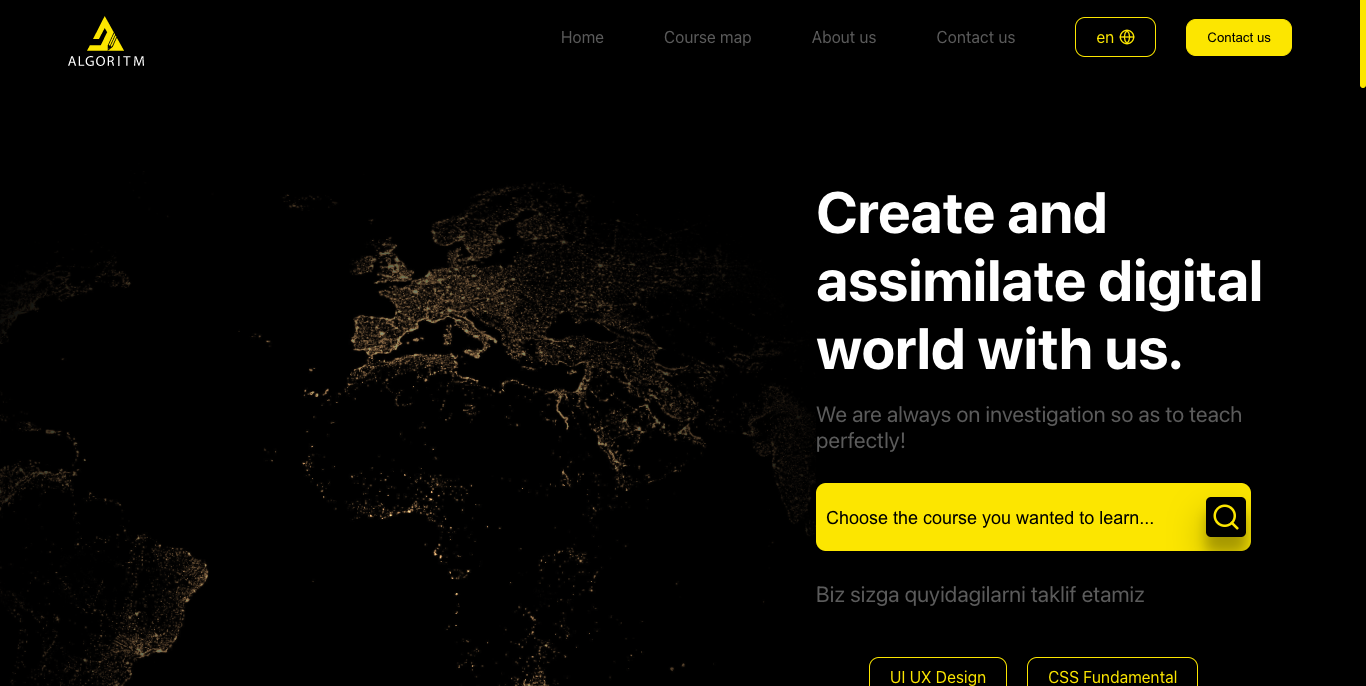 ALGORITM
Home
Course map
About us
Contact us
en
Contact us
Create and
assimilate digital
world with us.
We are always on investigation so as to teach
perfectly!
Choose the course you wanted to learn...
Biz sizga quyidagilarni taklif etamiz
UI UX Design
CSS Fundamental